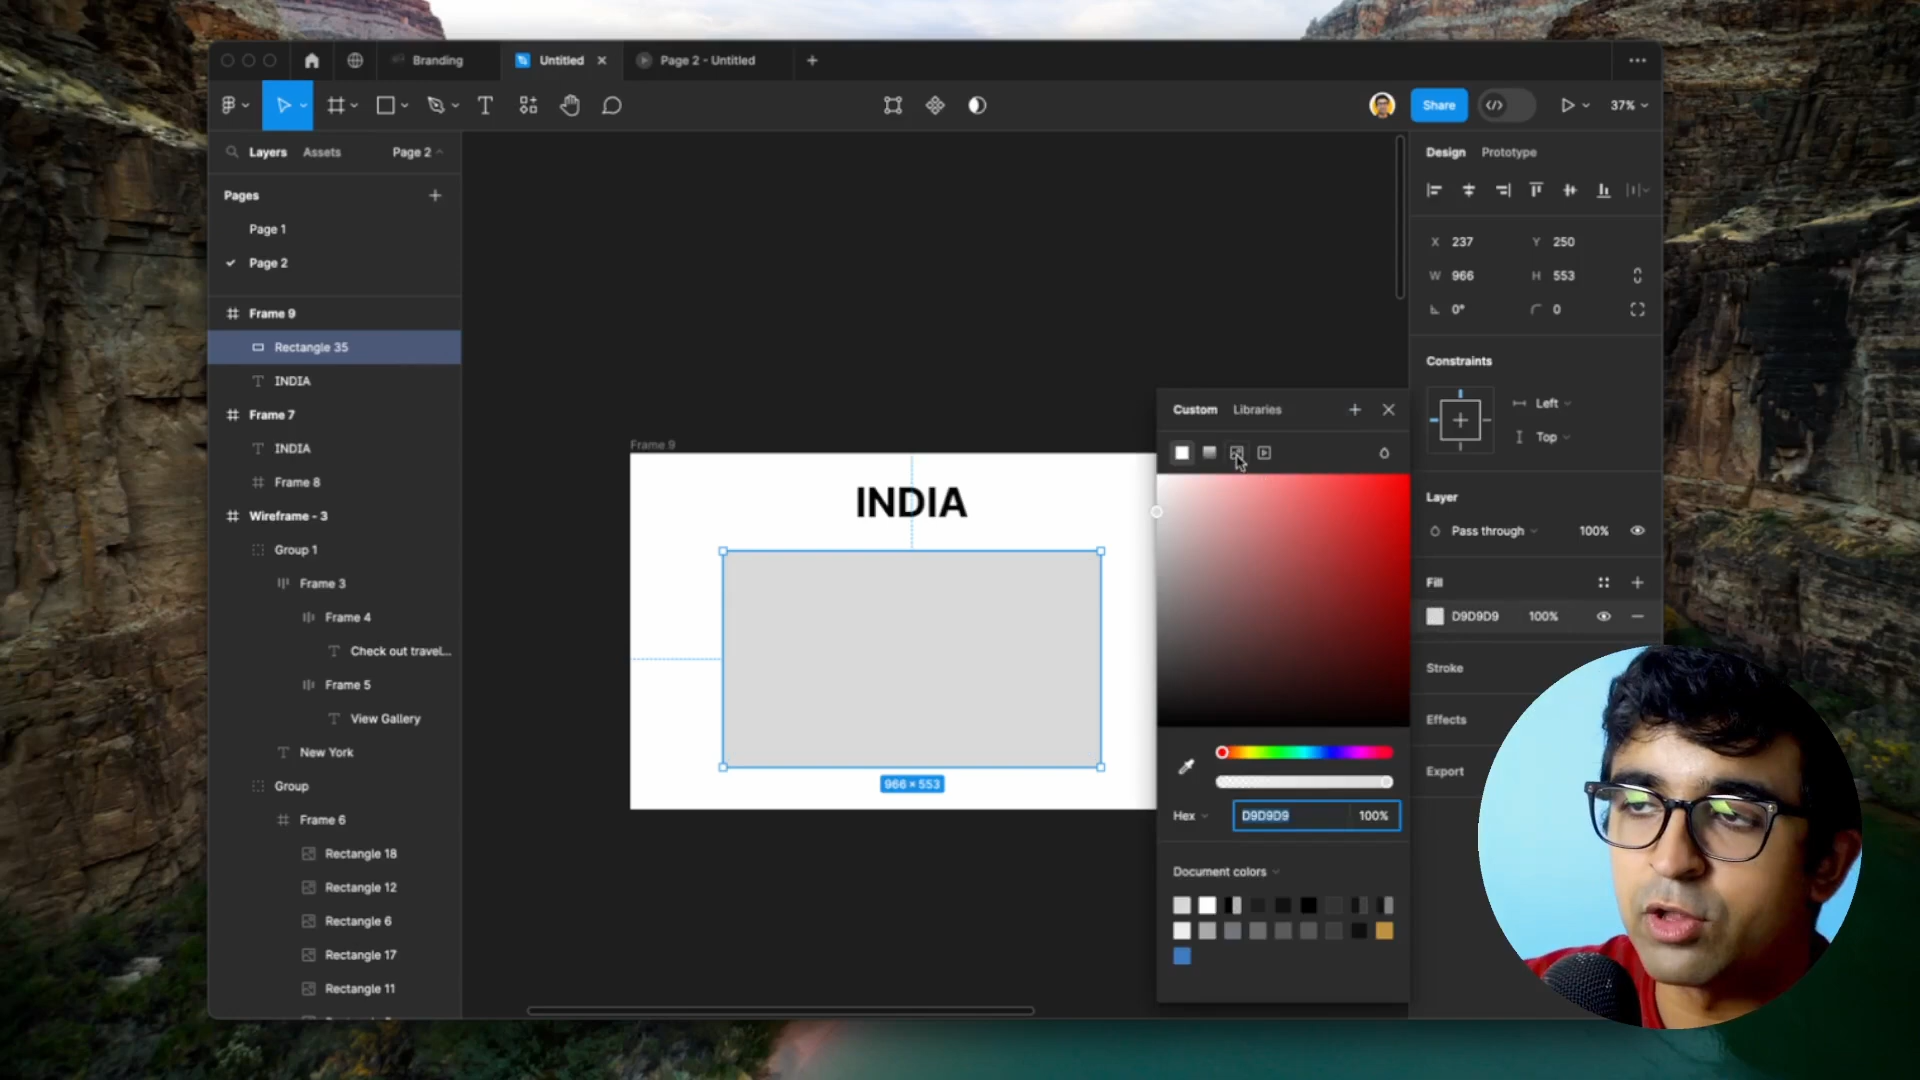 Branding
Untitled
Page 2 - Untitled
Share
37%
Layers
Assets
Page 2
Design
Prototype
Pages
Page 1
Page 2
X 237
Y 250
W 966
H 553
0°
0
Frame 9
Rectangle 35
INDIA
Frame 7
INDIA
Frame 8
Wireframe - 3
Group 1
Frame 3
Frame 4
Check out travel...
Frame 5
View Gallery
New York
Group
Frame 6
Rectangle 18
Rectangle 12
Rectangle 6
Rectangle 17
Rectangle 11
Frame 9
INDIA
966 × 553
Custom
Libraries
Hex
D9D9D9
100%
Document colors
Constraints
Left
Top
Layer
Pass through
100%
Fill
D9D9D9
100%
Stroke
Effects
Export